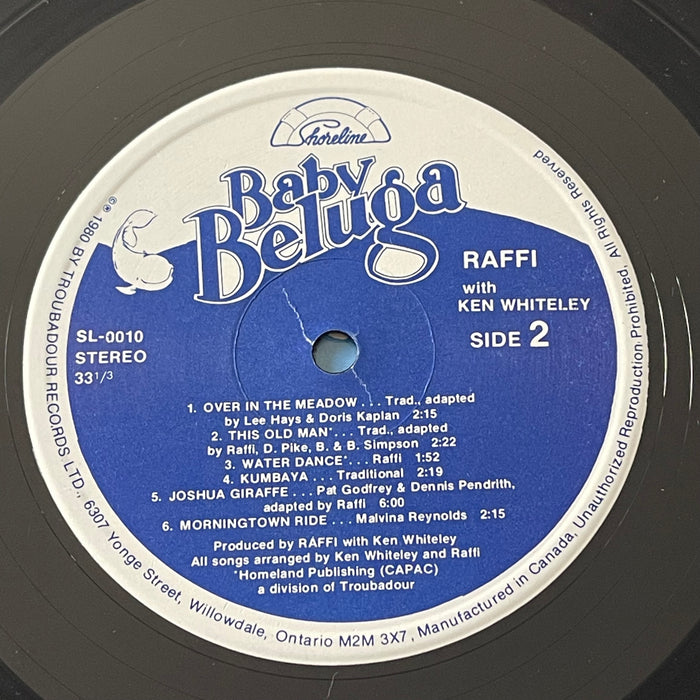 Shoreline
Baby
Beluga
RAFFI
with
KEN WHITELEY
SIDE 2
SL-0010
STEREO
33 1/3
1. OVER IN THE MEADOW . . . Trad., adapted
by Lee Hays & Doris Kaplan 2:15
2. THIS OLD MAN* . . . Trad., adapted
by Raffi, D. Pike, B. & B. Simpson 2:22
3. WATER DANCE* . . . Raffi 1:52
4. KUMBAYA . . . Traditional 2:19
5. JOSHUA GIRAFFE . . . Pat Godfrey & Dennis Pendrith,
adapted by Raffi 6:00
6. MORNINGTOWN RIDE . . . Malvina Reynolds 2:15
Produced by RAFFI with Ken Whiteley
All songs arranged by Ken Whiteley and Raffi
*Homeland Publishing (CAPAC)
a division of Troubadour
©℗ 1980 BY TROUBADOUR RECORDS LTD., 6307 Yonge Street, Willowdale, Ontario M2M 3X7, Manufactured in Canada, Unauthorized Reproduction Prohibited, All Rights Reserved